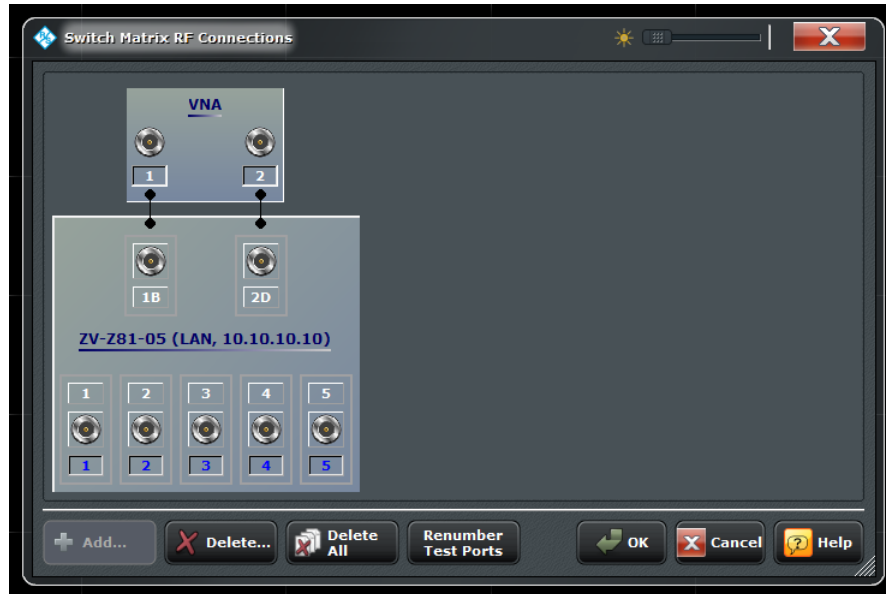 Switch Matrix RF Connections
X
VNA
1 2
1B 2D
ZV-Z81-05 (LAN, 10.10.10.10)
1 2 3 4 5
1 2 3 4 5
Add...
Delete...
Delete
All
Renumber
Test Ports
OK
Cancel
Help